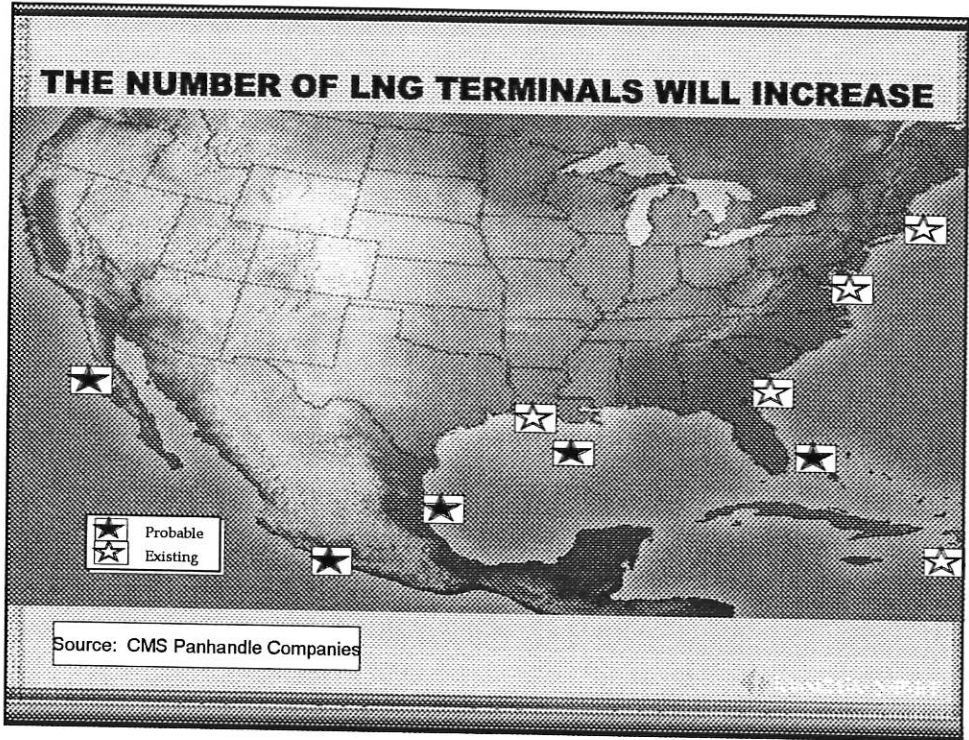 THE NUMBER OF LNG TERMINALS WILL INCREASE
Probable
Existing
Source: CMS Panhandle Companies